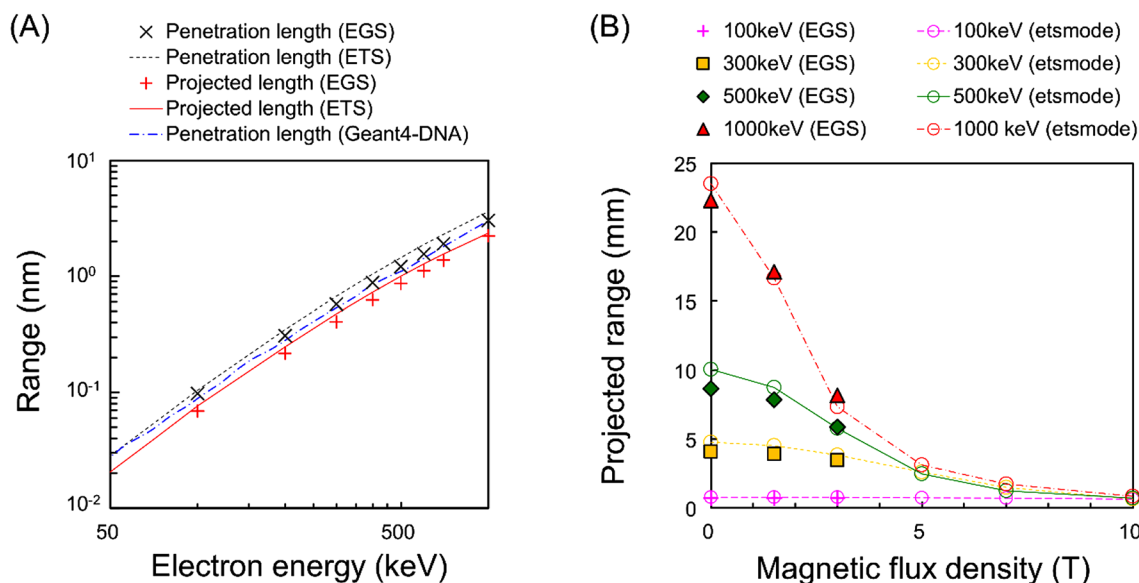 (A)
Penetration length (EGS)
Penetration length (ETS)
Projected length (EGS)
Projected length (ETS)
Penetration length (Geant4-DNA)
10¹
10⁰
10⁻¹
10⁻²
Range (nm)
50
500
Electron energy (keV)
(B)
100keV (EGS)
300keV (EGS)
500keV (EGS)
1000keV (EGS)
100keV (etsmode)
300keV (etsmode)
500keV (etsmode)
1000 keV (etsmode)
25
20
15
10
5
0
Projected range (mm)
0
5
10
Magnetic flux density (T)